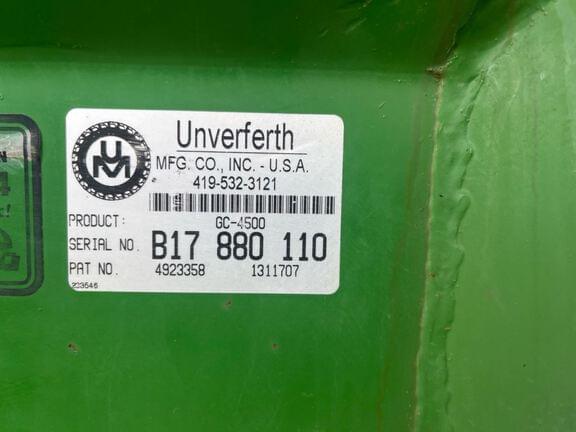 UM
Unverferth
MFG. CO., INC. - U.S.A.
419-532-3121
PRODUCT: GC-4500
SERIAL NO. B17 880 110
PAT NO. 4923358 1311707